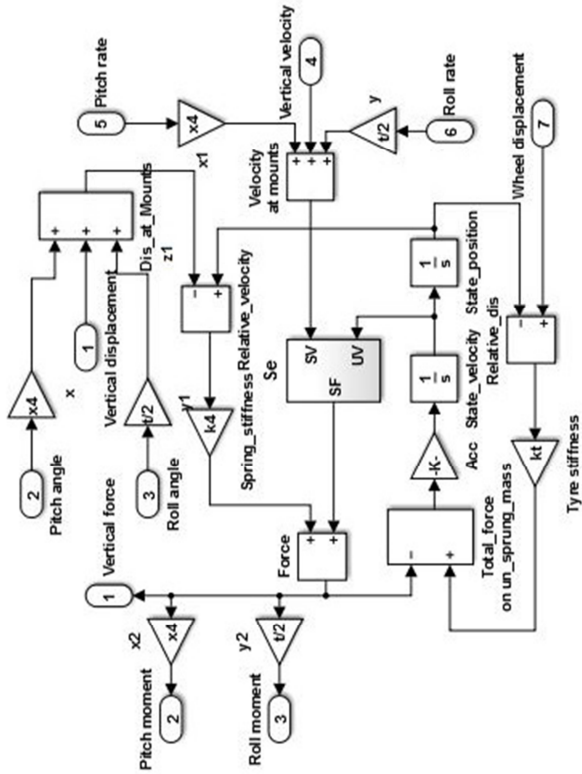 Pitch moment
2
x4
x2
Roll moment
3
t/2
y2
Vertical force
1
Pitch angle
2
x4
x
Roll angle
3
t/2
Vertical displacement
1
+
+
+
Dis_at_Mounts
z1
x1
Pitch rate
5
x4
Vertical velocity
4
Roll rate
6
t/2
y
+
+
+
Velocity
at mounts
−
+
Relative_velocity
k4
y1
Spring_stiffness
Se
SV
UV
SF
+
+
Force
−
+
Total_force
on un_sprung_mass
-K-
Acc
1
s
State_velocity
1
s
State_position
Relative_dis
−
+
Wheel displacement
7
kt
Tyre stiffness